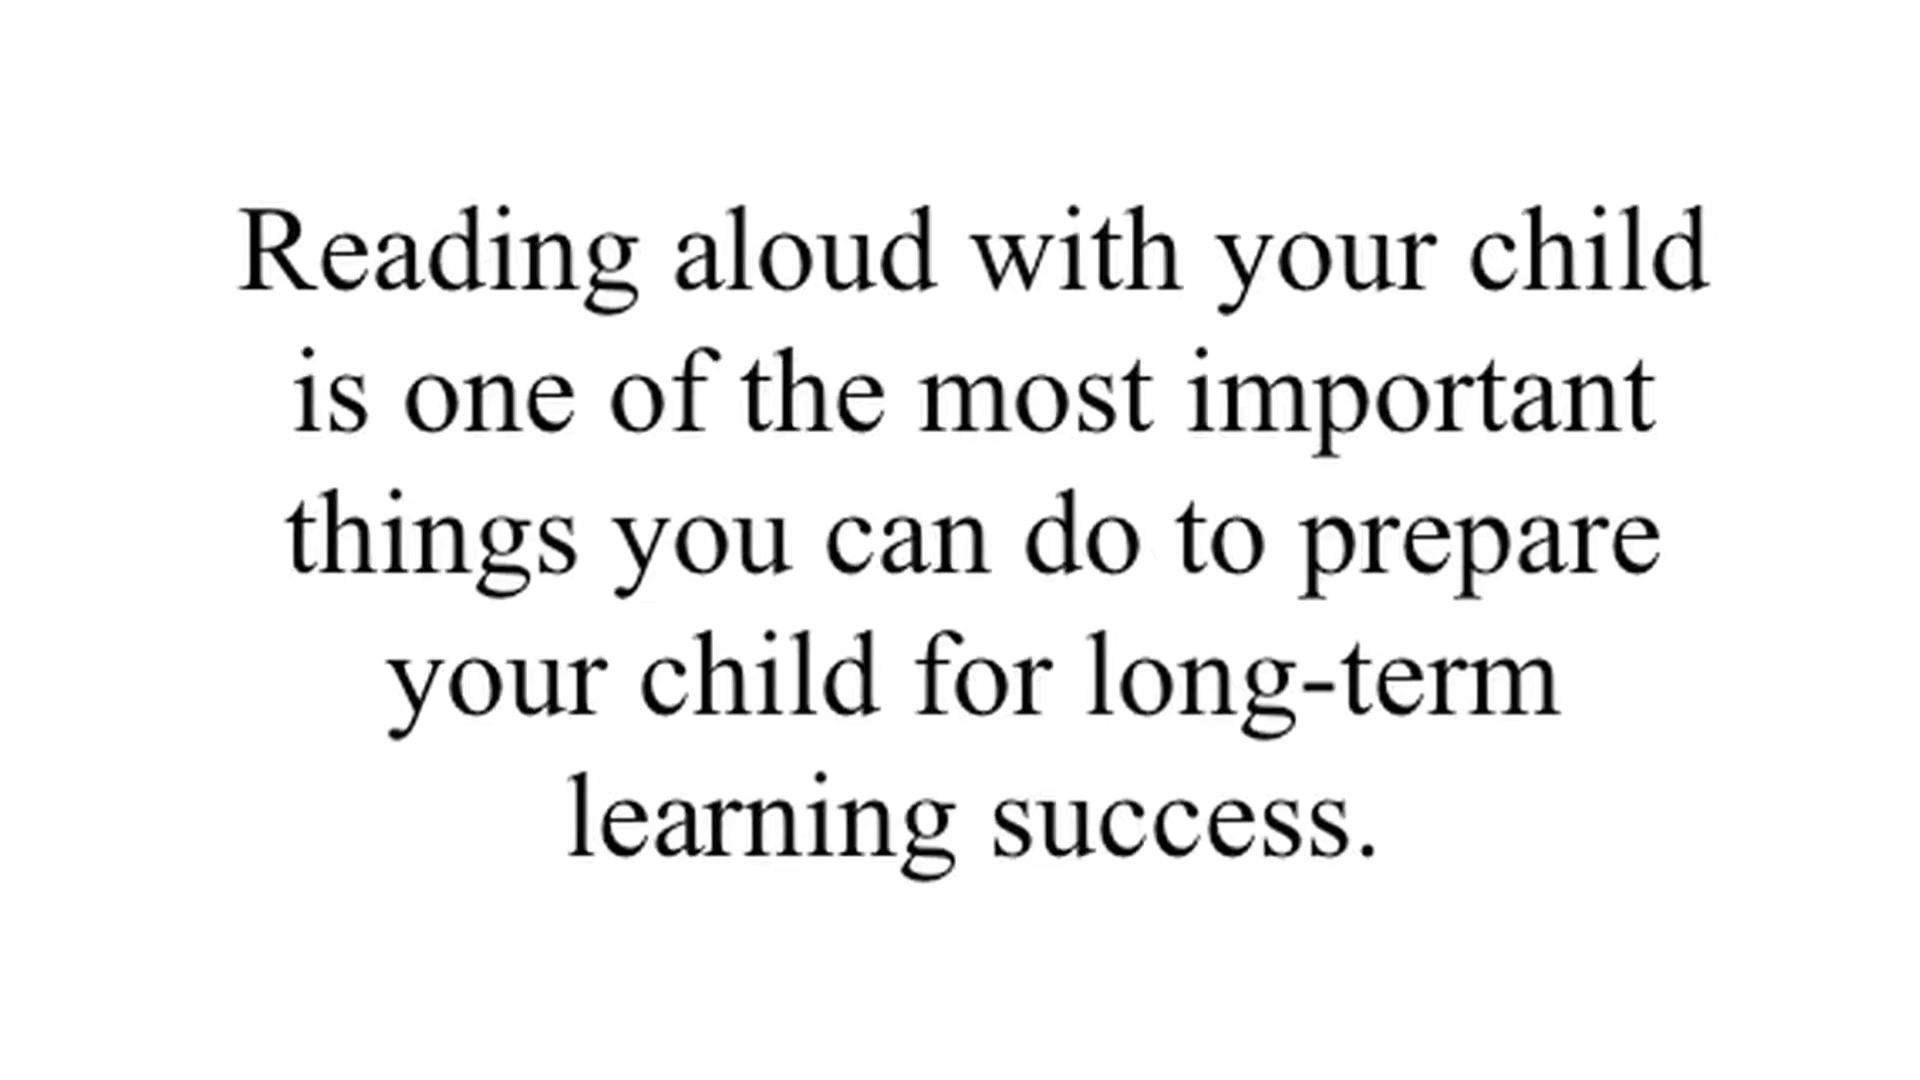 Reading aloud with your child
is one of the most important
things you can do to prepare
your child for long-term
learning success.